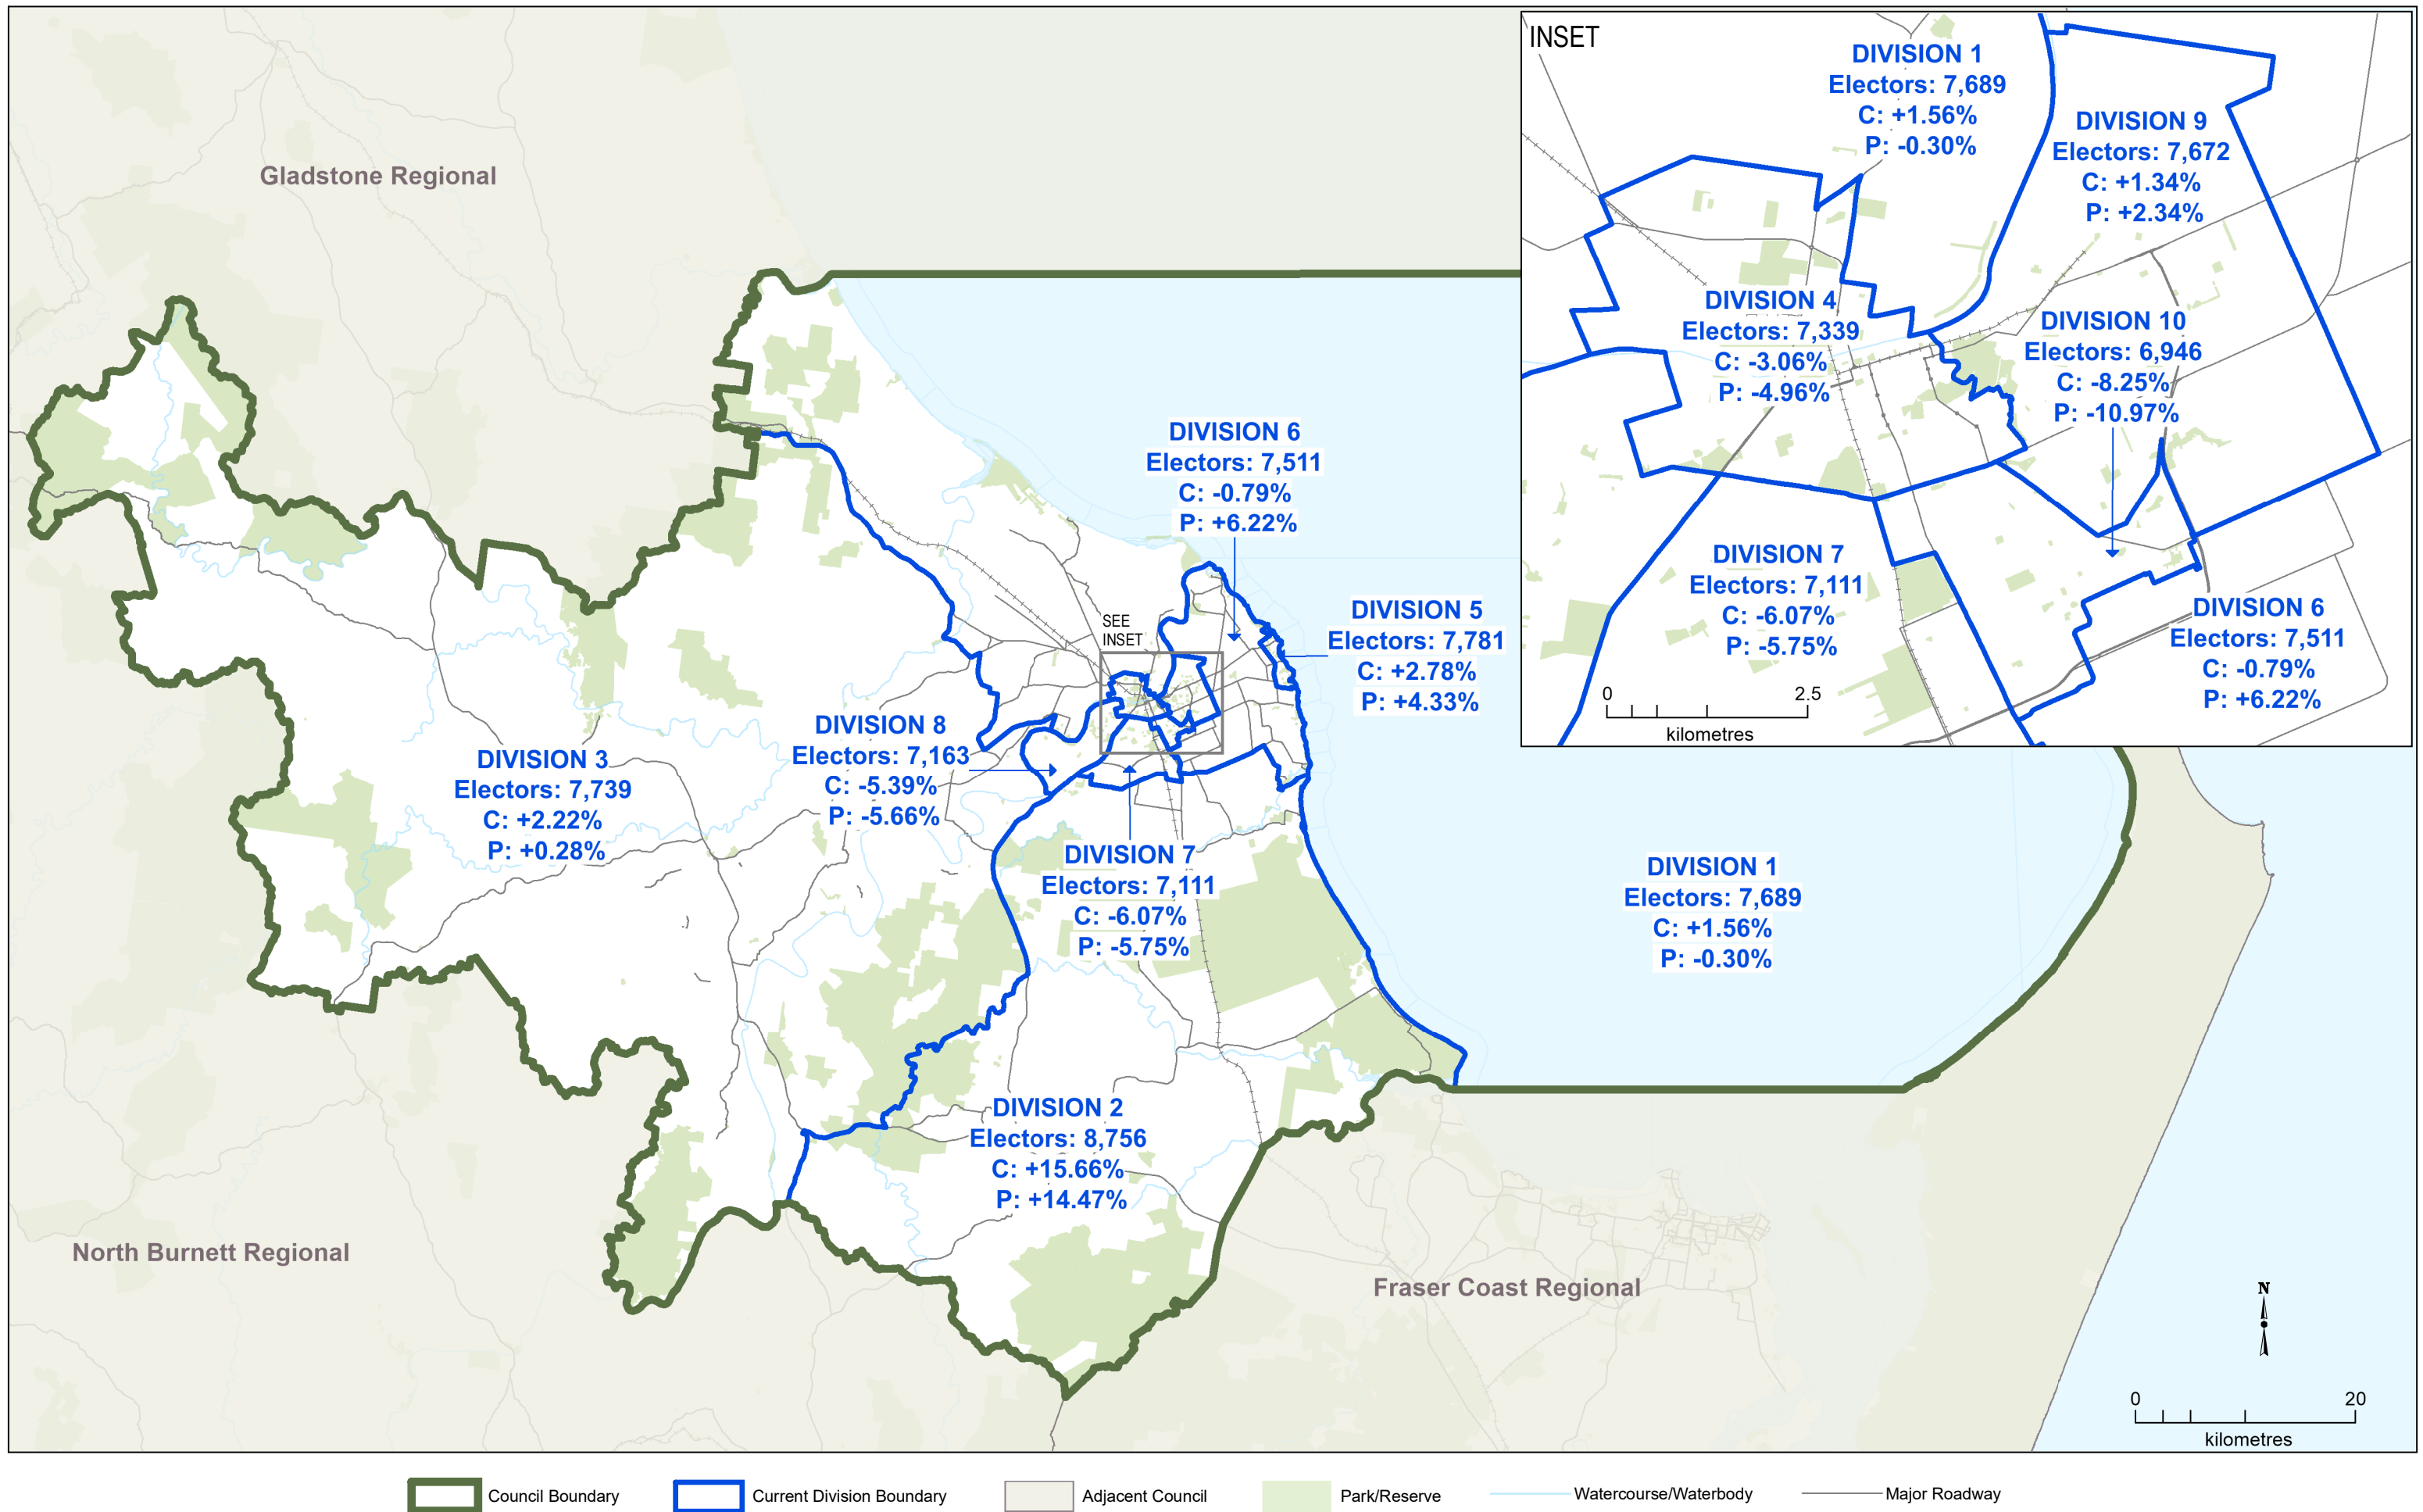 INSET
DIVISION 1
Electors: 7,689
C: +1.56%
P: -0.30%
DIVISION 9
Electors: 7,672
C: +1.34%
P: +2.34%
DIVISION 4
Electors: 7,339
C: -3.06%
P: -4.96%
DIVISION 10
Electors: 6,946
C: -8.25%
P: -10.97%
DIVISION 7
Electors: 7,111
C: -6.07%
P: -5.75%
DIVISION 6
Electors: 7,511
C: -0.79%
P: +6.22%
0 2.5
kilometres
Gladstone Regional
DIVISION 6
Electors: 7,511
C: -0.79%
P: +6.22%
SEE
INSET
DIVISION 5
Electors: 7,781
C: +2.78%
P: +4.33%
DIVISION 8
Electors: 7,163
C: -5.39%
P: -5.66%
DIVISION 3
Electors: 7,739
C: +2.22%
P: +0.28%
DIVISION 7
Electors: 7,111
C: -6.07%
P: -5.75%
DIVISION 1
Electors: 7,689
C: +1.56%
P: -0.30%
DIVISION 2
Electors: 8,756
C: +15.66%
P: +14.47%
North Burnett Regional
Fraser Coast Regional
N
0 20
kilometres
Council Boundary
Current Division Boundary
Adjacent Council
Park/Reserve
Watercourse/Waterbody
Major Roadway